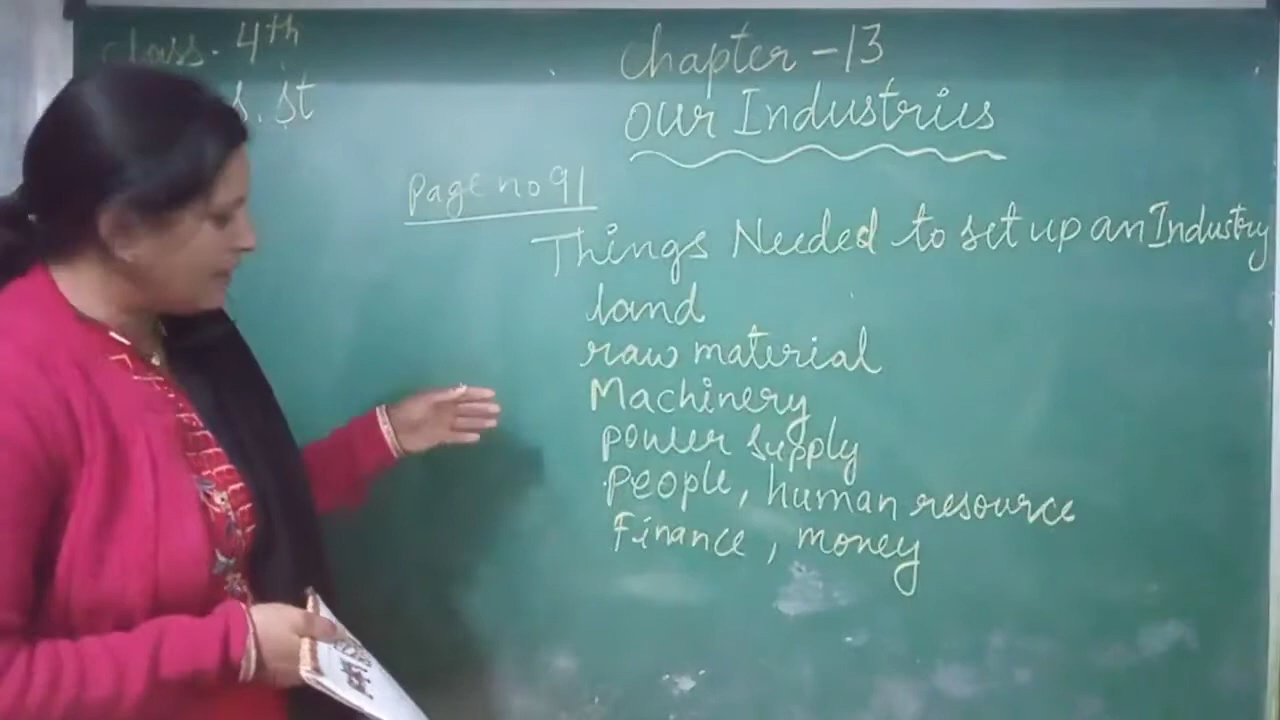 class - 4th
S. St
Chapter - 13
our Industries
Page no 91
Things Needed to set up an Industry
land
raw material
Machinery
power supply
People, human resource
Finance, money